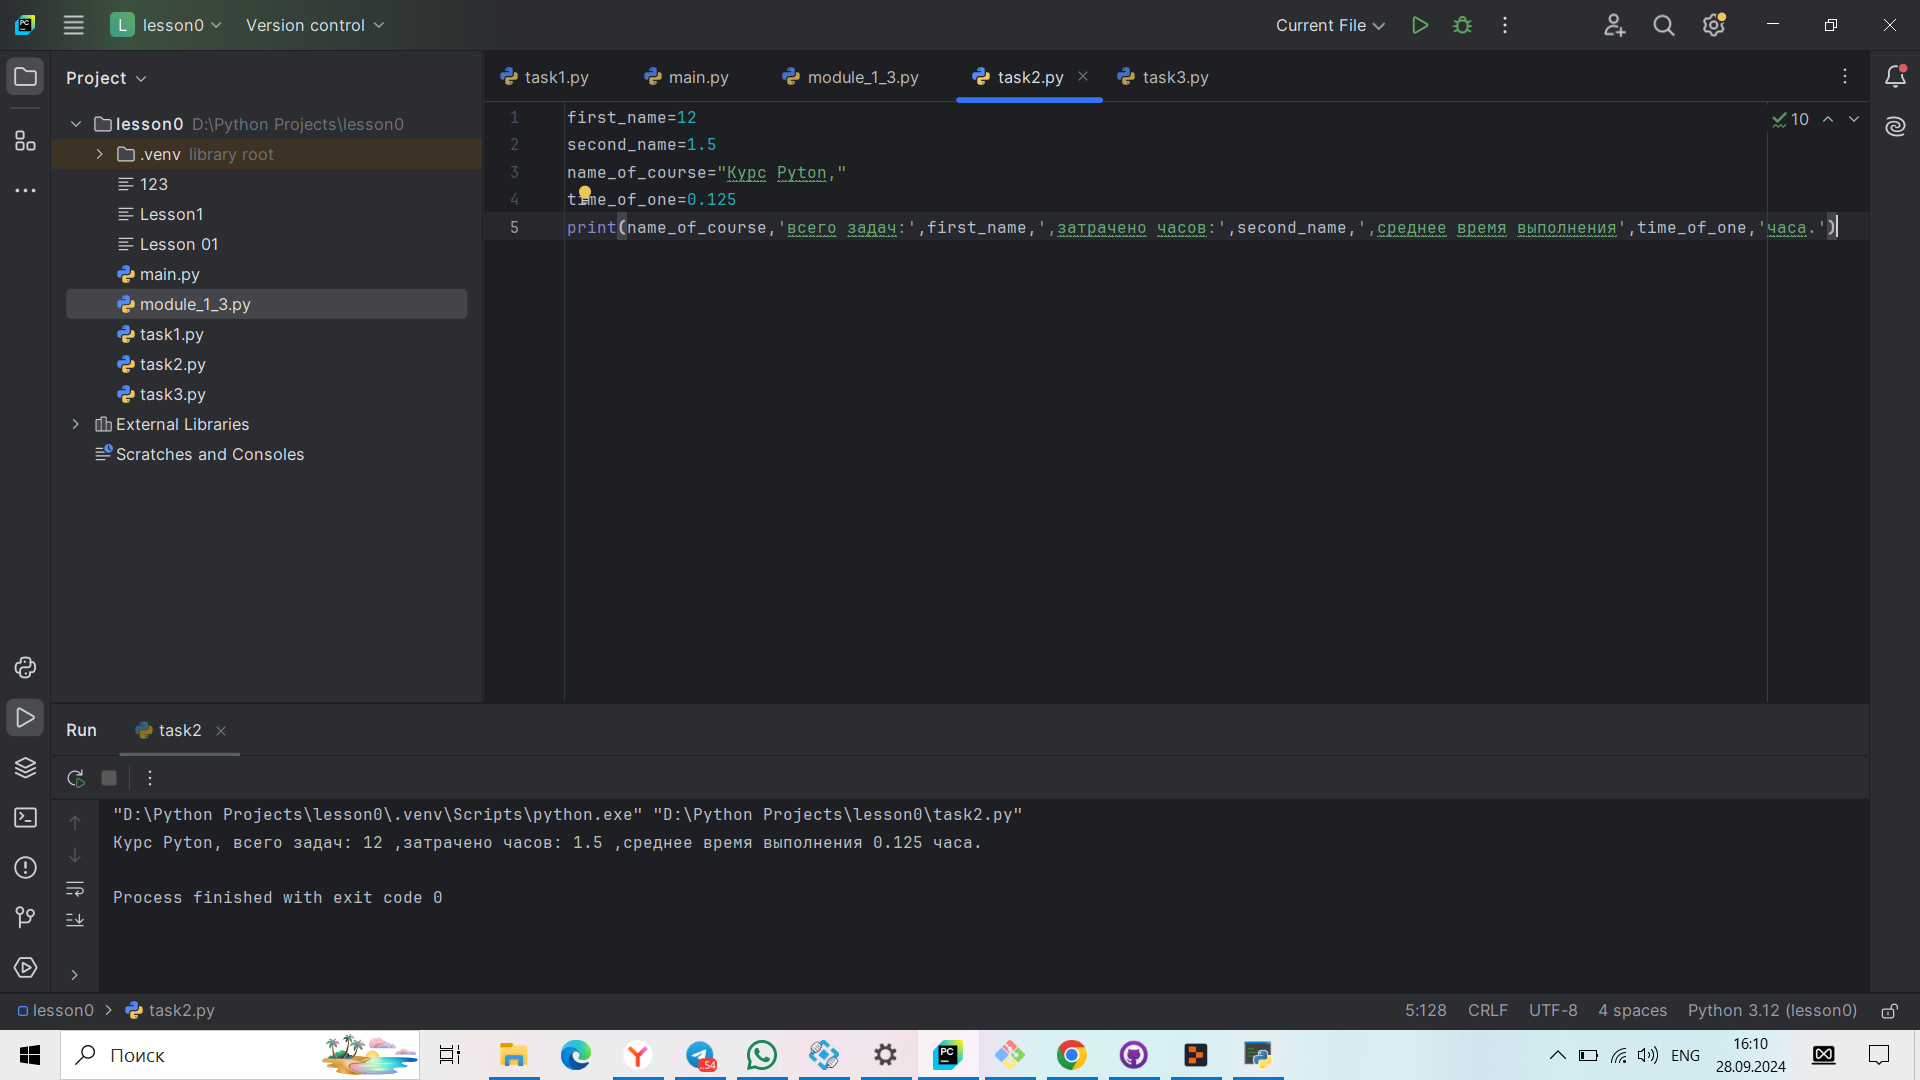 PC
L lesson0 Version control Current File
Project
task1.py main.py module_1_3.py task2.py task3.py
lesson0 D:\Python Projects\lesson0
.venv library root
123
Lesson1
Lesson 01
main.py
module_1_3.py
task1.py
task2.py
task3.py
External Libraries
Scratches and Consoles
10
1 first_name=12
2 second_name=1.5
3 name_of_course="Курс Pyton,"
4 time_of_one=0.125
5 print(name_of_course,'всего задач:',first_name,',затрачено часов:',second_name,',среднее время выполнения',time_of_one,'часа.')
Run task2
"D:\Python Projects\lesson0\.venv\Scripts\python.exe" "D:\Python Projects\lesson0\task2.py"
Курс Pyton, всего задач: 12 ,затрачено часов: 1.5 ,среднее время выполнения 0.125 часа.
Process finished with exit code 0
lesson0 task2.py 5:128 CRLF UTF-8 4 spaces Python 3.12 (lesson0)
Поиск ..54 PC ENG 16:10
28.09.2024